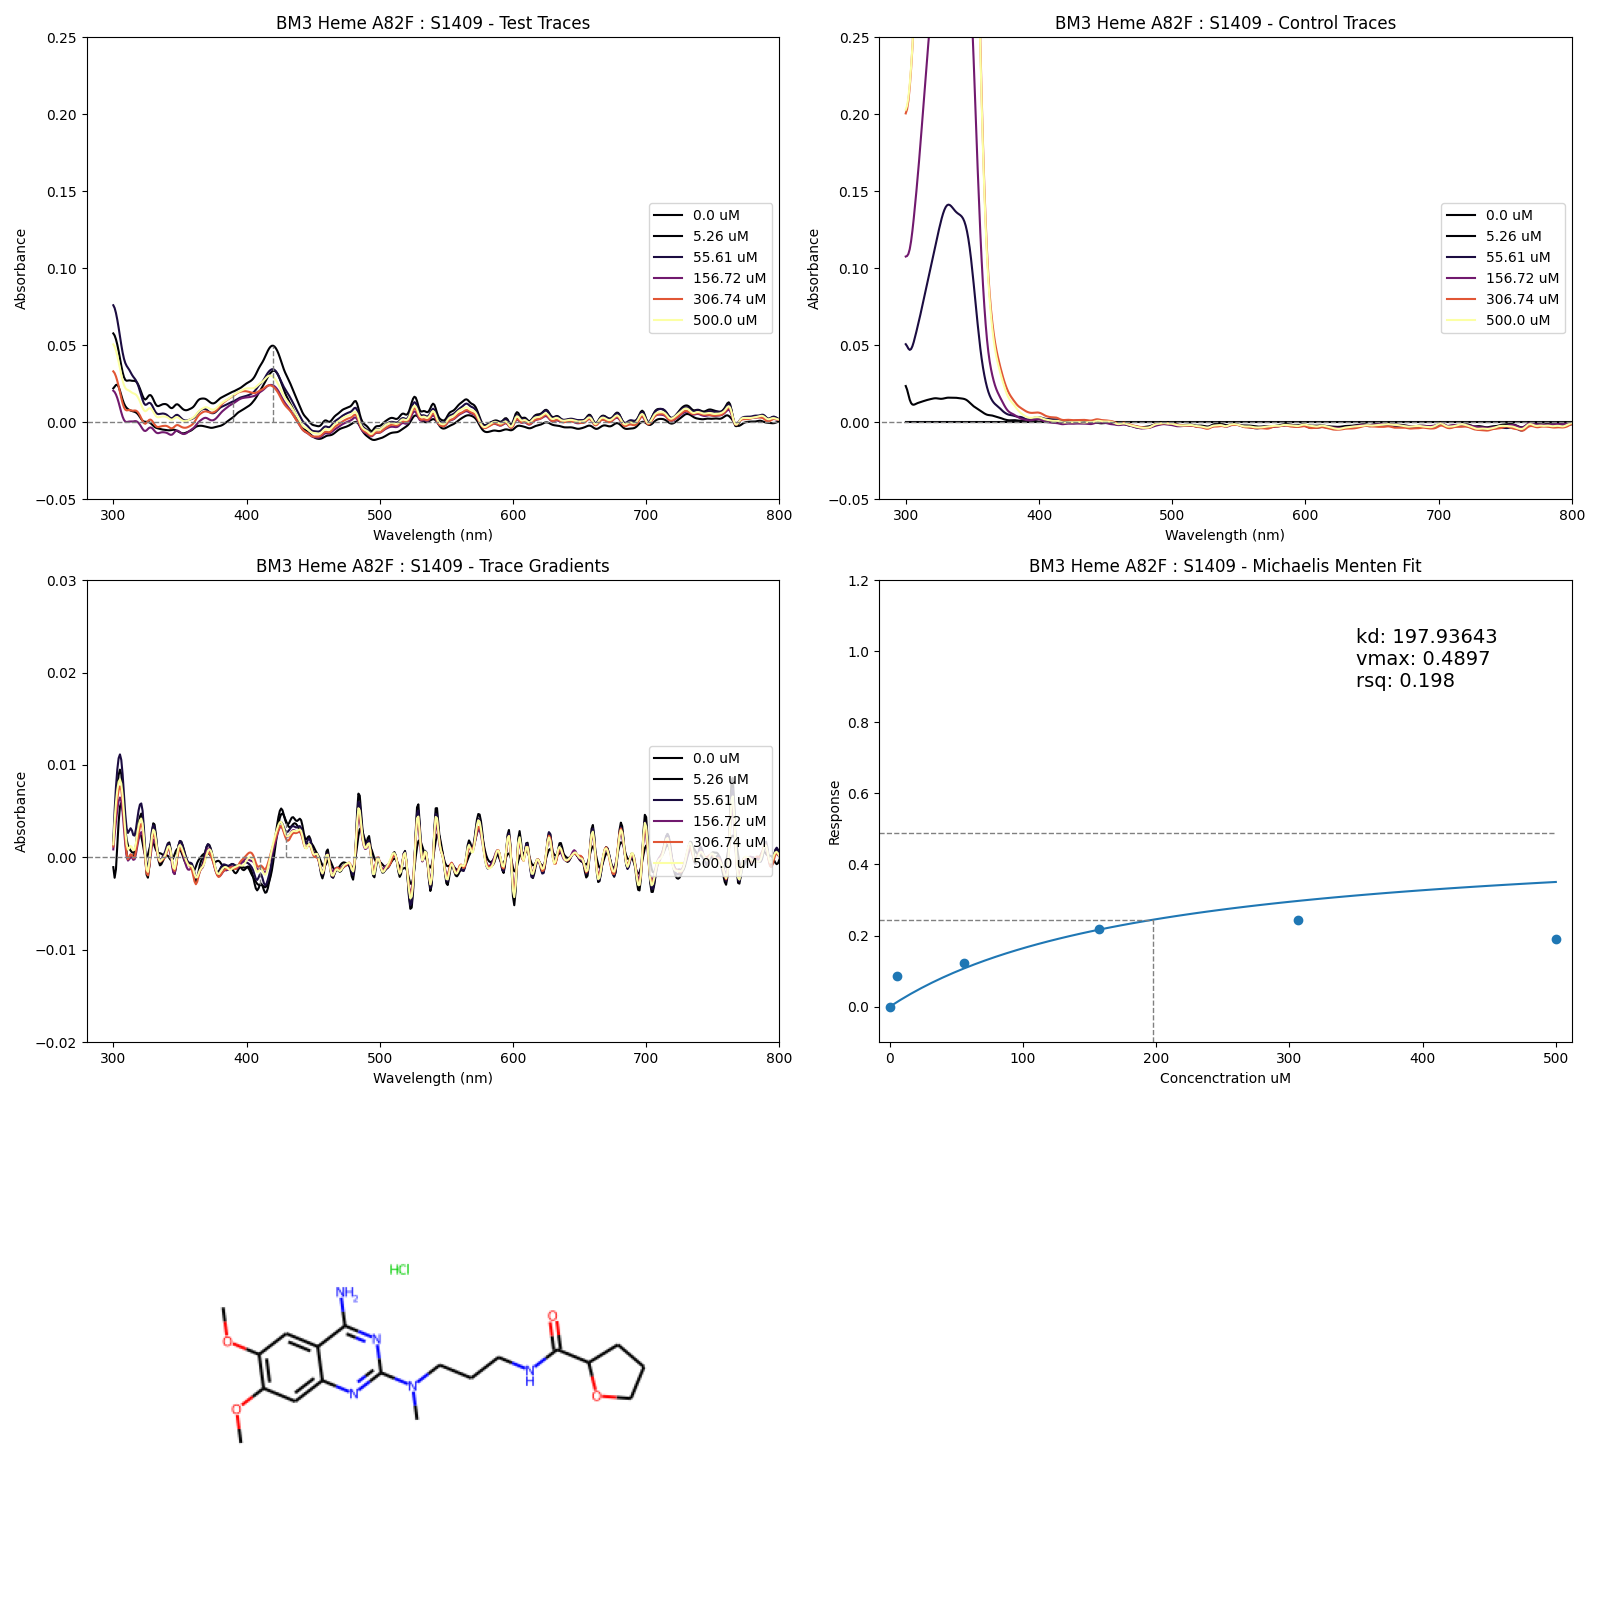 BM3 Heme A82F : S1409 - Test Traces
0.25
0.20
0.15
0.10
0.05
0.00
−0.05
Absorbance
0.0 uM
5.26 uM
55.61 uM
156.72 uM
306.74 uM
500.0 uM
300 400 500 600 700 800
Wavelength (nm)
BM3 Heme A82F : S1409 - Control Traces
0.25
0.20
0.15
0.10
0.05
0.00
−0.05
Absorbance
0.0 uM
5.26 uM
55.61 uM
156.72 uM
306.74 uM
500.0 uM
300 400 500 600 700 800
Wavelength (nm)
BM3 Heme A82F : S1409 - Trace Gradients
0.03
0.02
0.01
0.00
−0.01
−0.02
Absorbance
0.0 uM
5.26 uM
55.61 uM
156.72 uM
306.74 uM
500.0 uM
300 400 500 600 700 800
Wavelength (nm)
BM3 Heme A82F : S1409 - Michaelis Menten Fit
1.2
1.0
0.8
0.6
0.4
0.2
0.0
Response
kd: 197.93643
vmax: 0.4897
rsq: 0.198
0 100 200 300 400 500
Concenctration uM
HCl
NH2
O
O
N
N
N
O
N
H
O